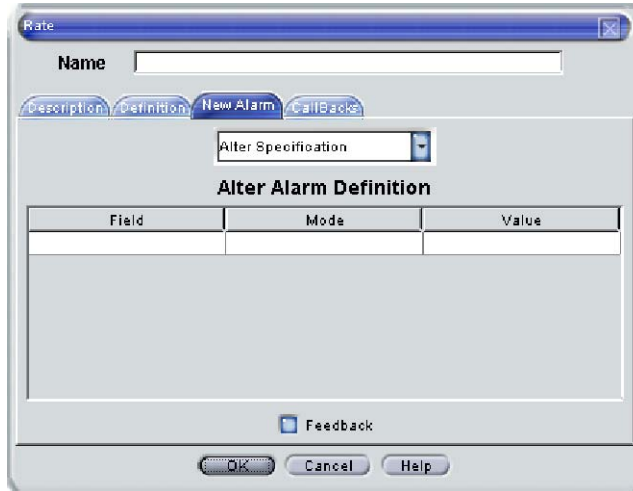 Rate
Name
Description Definition New Alarm CallBacks
Alter Specification
Alter Alarm Definition
Field Mode Value
Feedback
OK Cancel Help